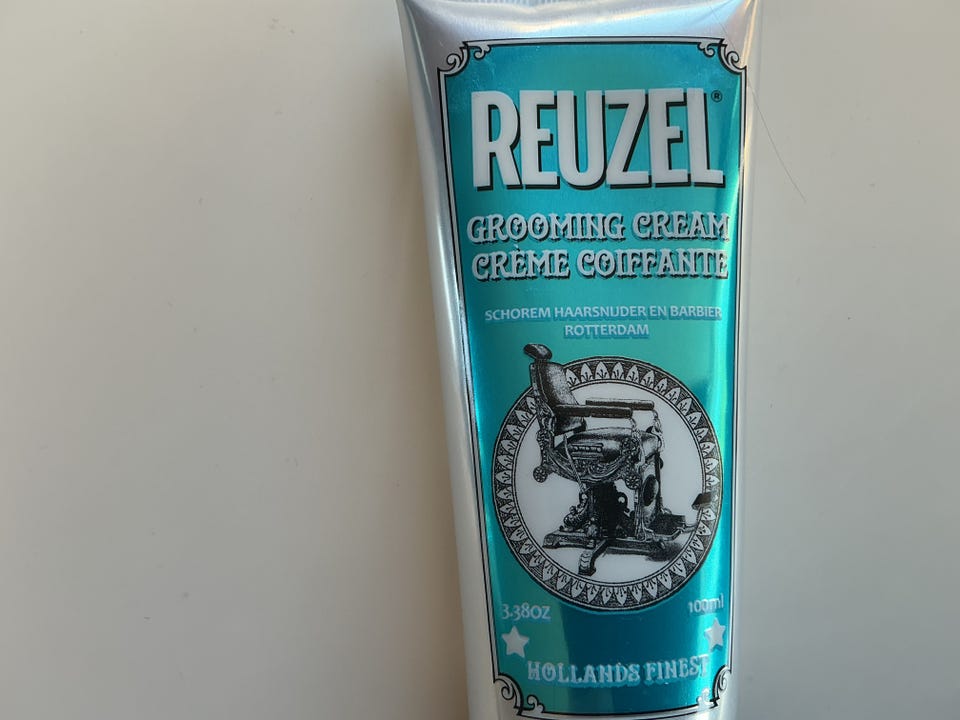 REUZEL®
GROOMING CREAM
CRÈME COIFFANTE
SCHOREM HAARSNIJDER EN BARBIER
ROTTERDAM
3.38OZ 100ml
HOLLANDS FINEST